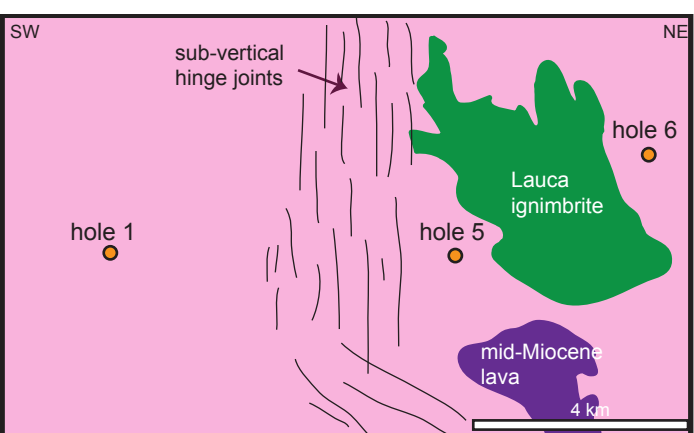 SW
NE
sub-vertical
hinge joints
hole 6
Lauca
ignimbrite
hole 1
hole 5
mid-Miocene
lava
4 km